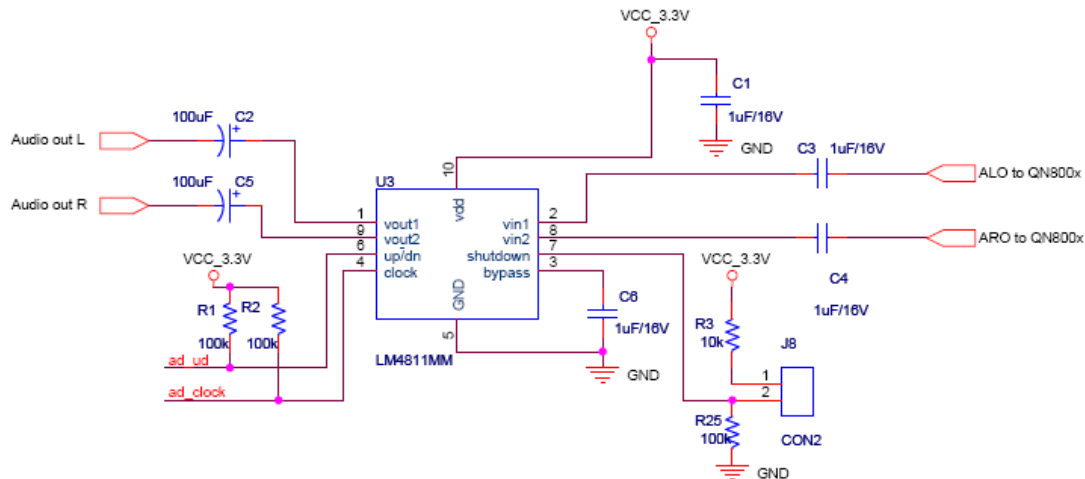 VCC_3.3V
C1
1uF/16V
GND
100uF C2
Audio out L
C3 1uF/16V
ALO to QN800x
100uF C5
Audio out R
U3
10
vdd
1 vout1 vin1 2
9 vout2 vin2 8
6 up/dn shutdown 7
4 clock bypass 3
GND
5
LM4811MM
ARO to QN800x
C4
1uF/16V
VCC_3.3V
R1 R2
100k 100k
ad_ud
ad_clock
C6
1uF/16V
GND
VCC_3.3V
R3
10k
J8
1
2
R25
100k
CON2
GND